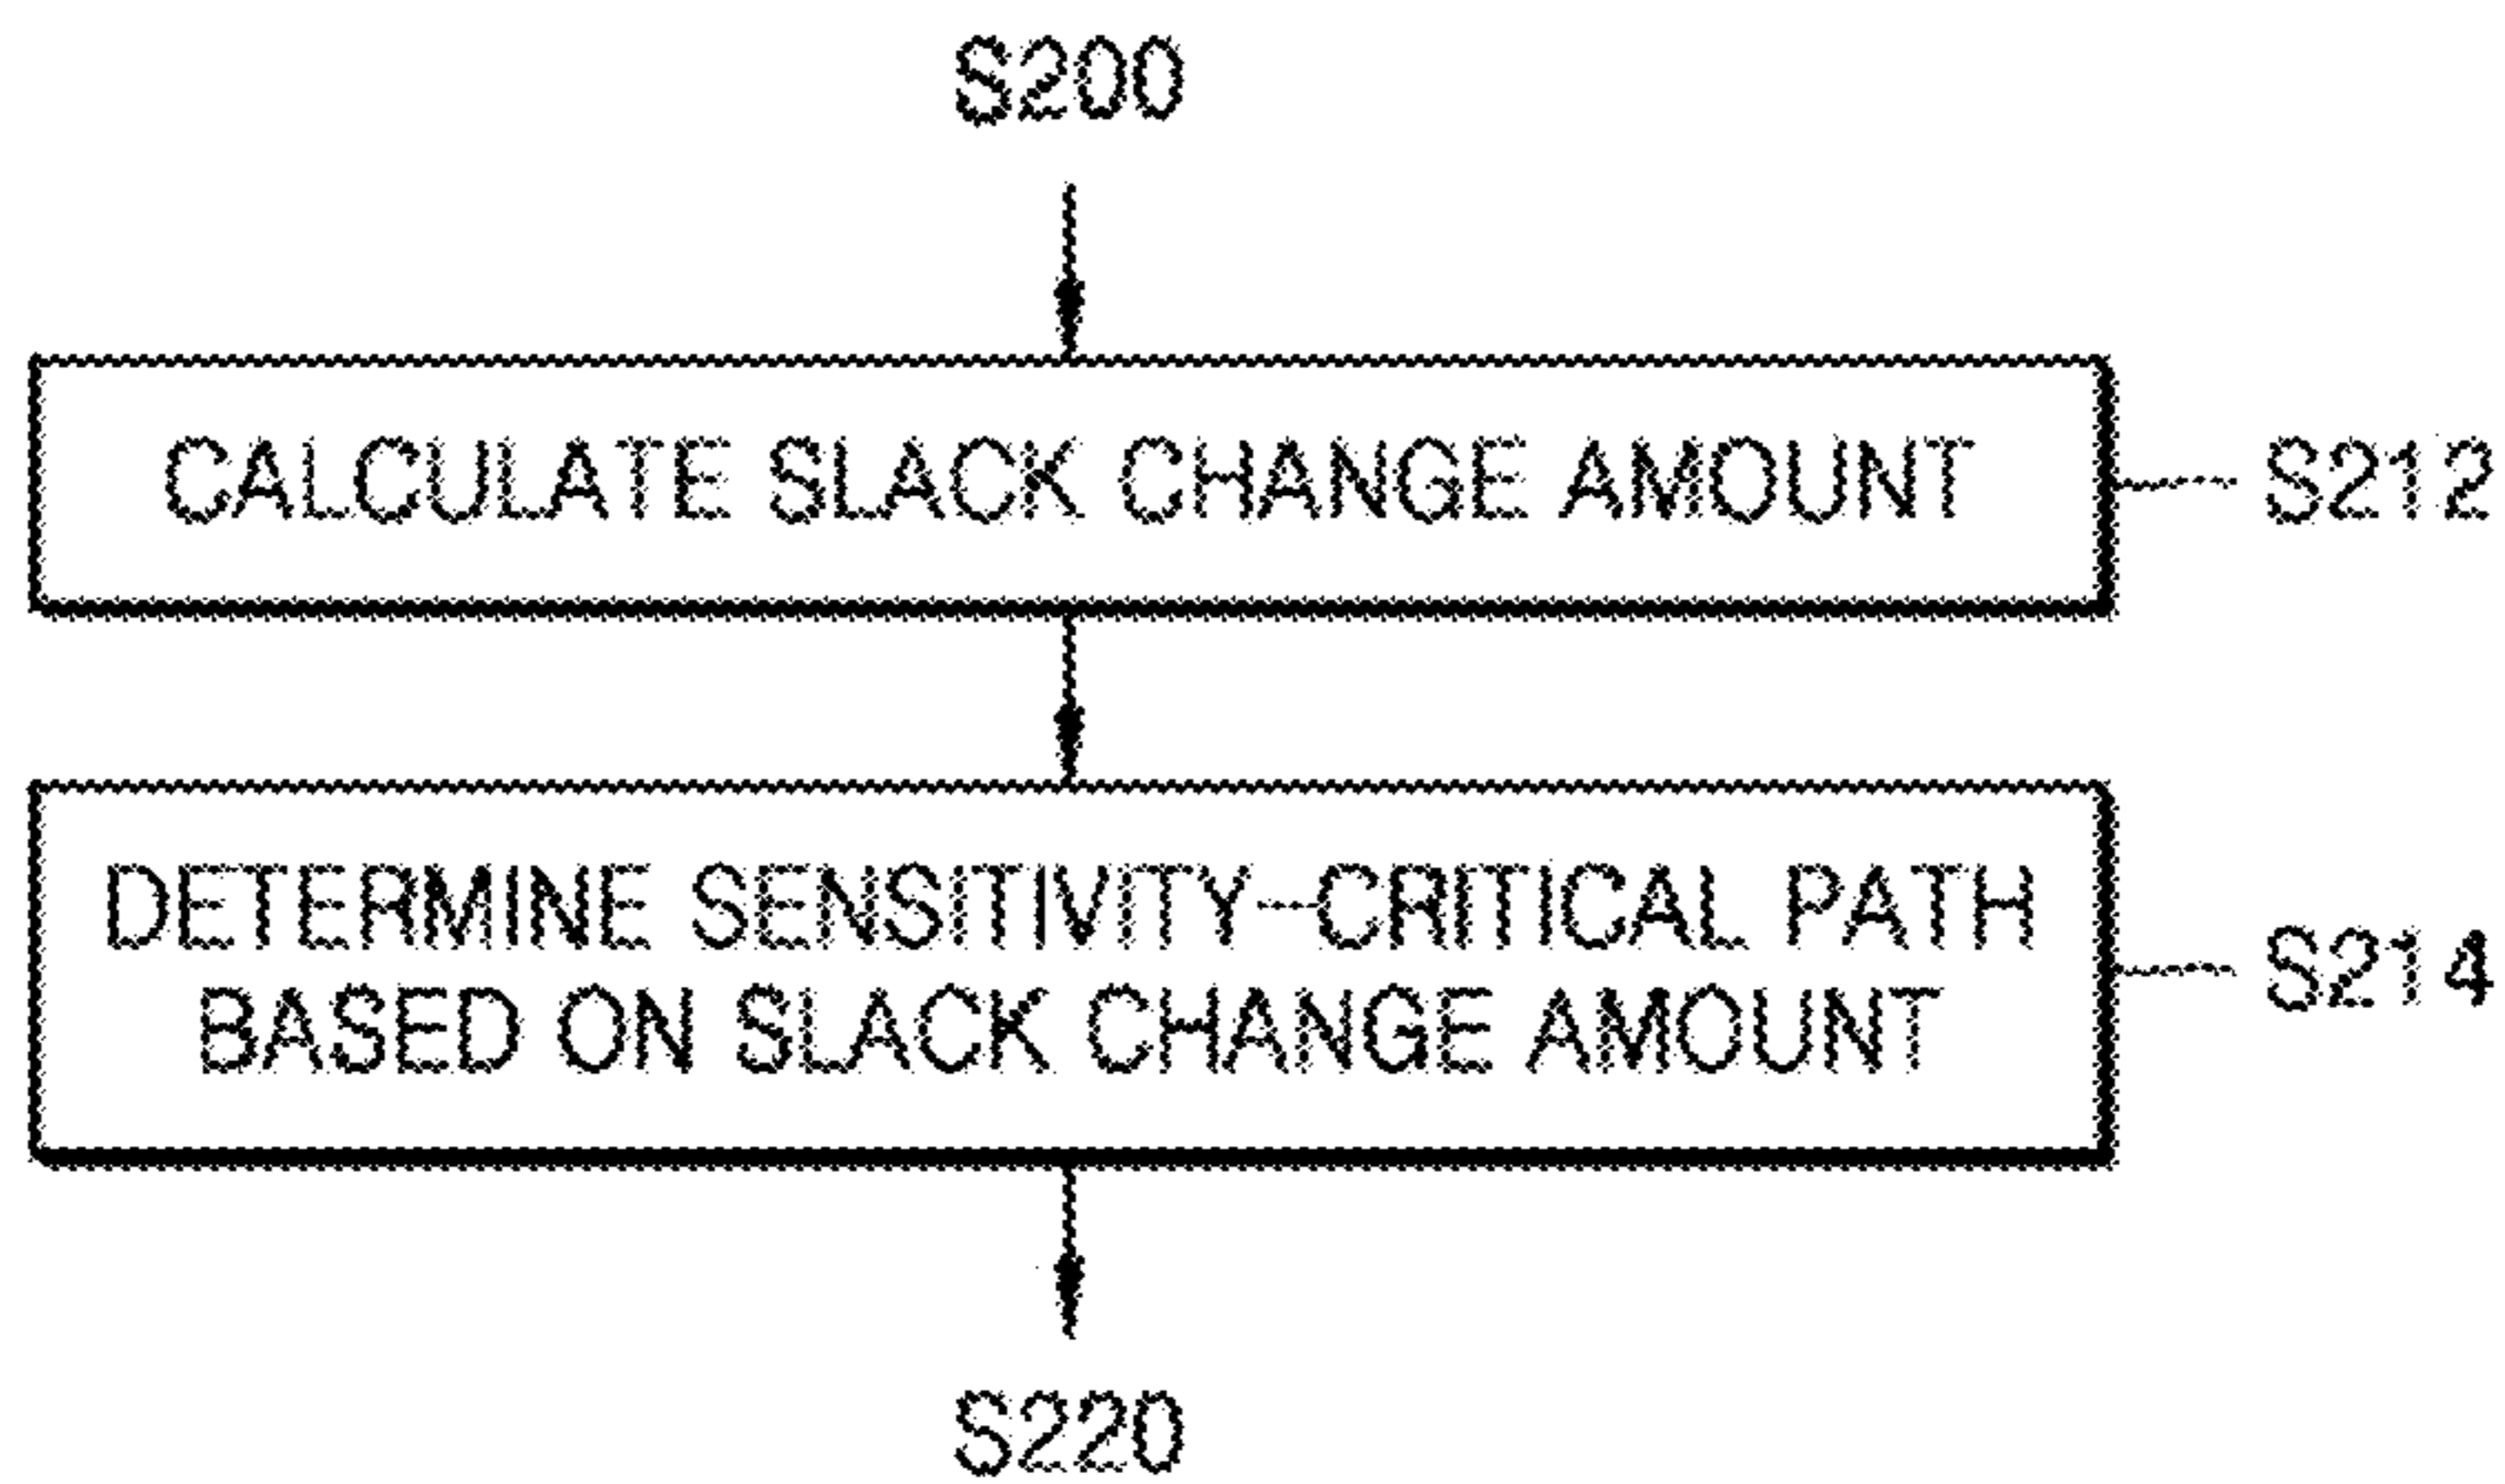 S200
CALCULATE SLACK CHANGE AMOUNT
S212
DETERMINE SENSITIVITY-CRITICAL PATH
BASED ON SLACK CHANGE AMOUNT
S214
S220